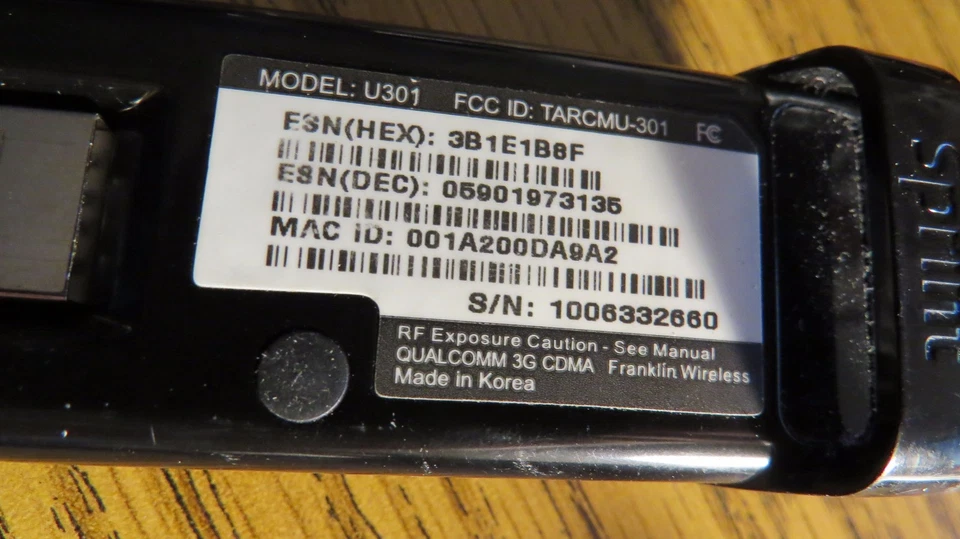 MODEL: U301 FCC ID: TARCMU-301 FC
ESN(HEX): 3B1E1B8F
ESN(DEC): 05901973135
MAC ID: 001A200DA9A2
S/N: 1006332660
RF Exposure Caution - See Manual
QUALCOMM 3G CDMA Franklin Wireless
Made in Korea
Sprint